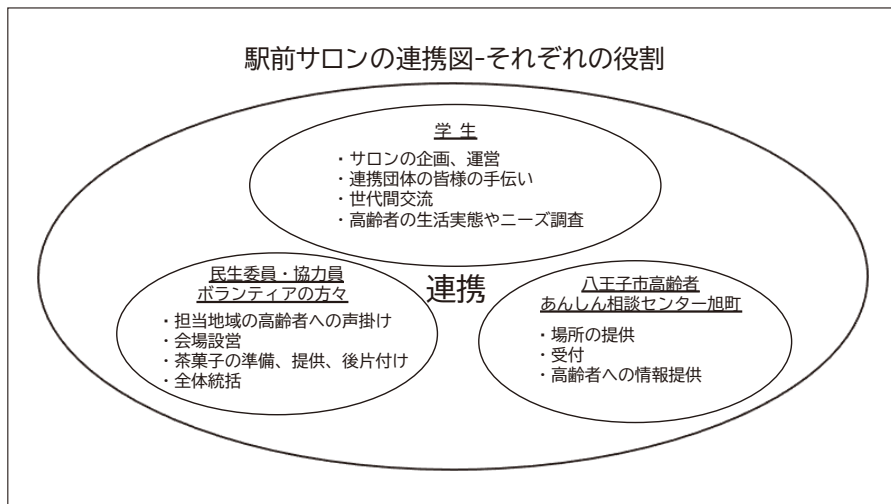 駅前サロンの連携図-それぞれの役割
学 生
・サロンの企画、運営
・連携団体の皆様の手伝い
・世代間交流
・高齢者の生活実態やニーズ調査
民生委員・協力員
ボランティアの方々
・担当地域の高齢者への声掛け
・会場設営
・茶菓子の準備、提供、後片付け
・全体統括
連携
八王子市高齢者
あんしん相談センター旭町
・場所の提供
・受付
・高齢者への情報提供